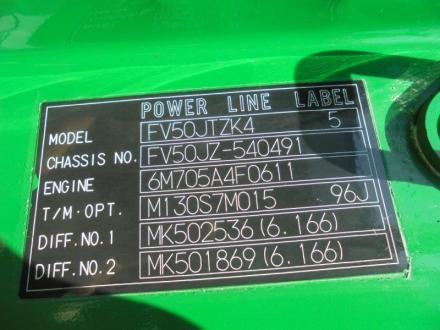 POWER LINE LABEL
MODEL FV50JTZK4 5
CHASSIS NO. FV50JZ-540491
ENGINE 6M705A4F0611
T/M·OPT. M130S7M015 96J
DIFF.NO.1 MK502536(6.166)
DIFF.NO.2 MK501869(6.166)